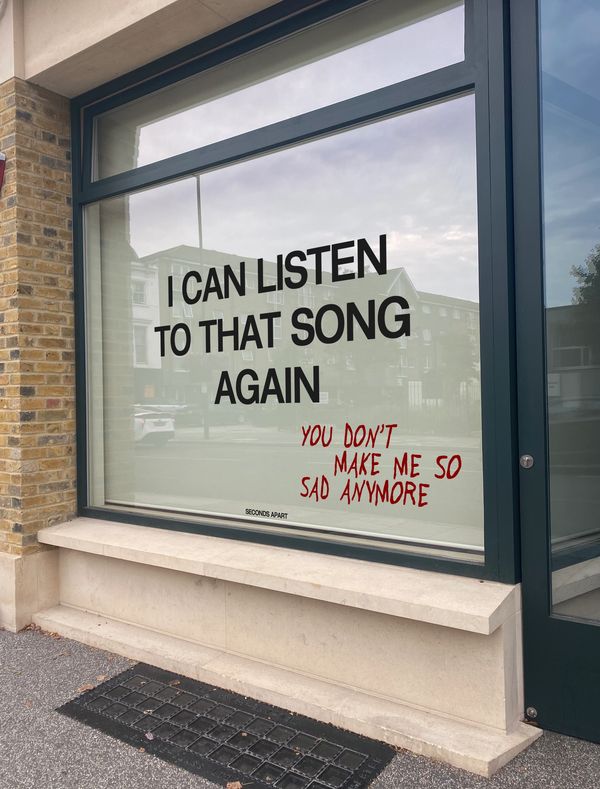 I CAN LISTEN
TO THAT SONG
AGAIN
YOU DON'T
MAKE ME SO
SAD ANYMORE
SECONDS APART